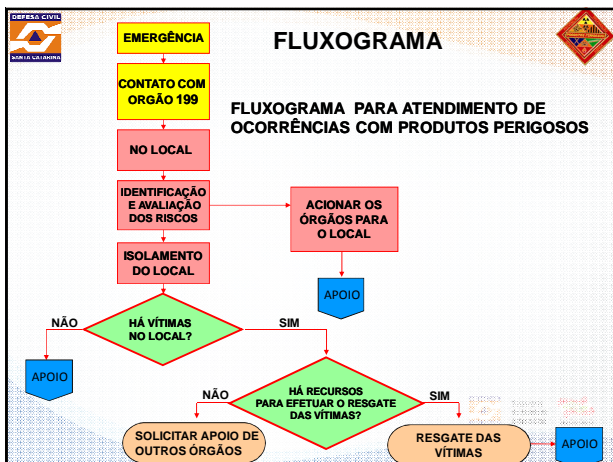 DEFESA CIVIL
SANTA CATARINA
FLUXOGRAMA
FLUXOGRAMA PARA ATENDIMENTO DE
OCORRÊNCIAS COM PRODUTOS PERIGOSOS
EMERGÊNCIA
CONTATO COM
ORGÃO 199
NO LOCAL
IDENTIFICAÇÃO
E AVALIAÇÃO
DOS RISCOS
ACIONAR OS
ÓRGÃOS PARA
O LOCAL
APOIO
ISOLAMENTO
DO LOCAL
HÁ VÍTIMAS
NO LOCAL?
NÃO
SIM
APOIO
HÁ RECURSOS
PARA EFETUAR O RESGATE
DAS VÍTIMAS?
NÃO
SIM
SOLICITAR APOIO DE
OUTROS ÓRGÃOS
RESGATE DAS
VÍTIMAS
APOIO